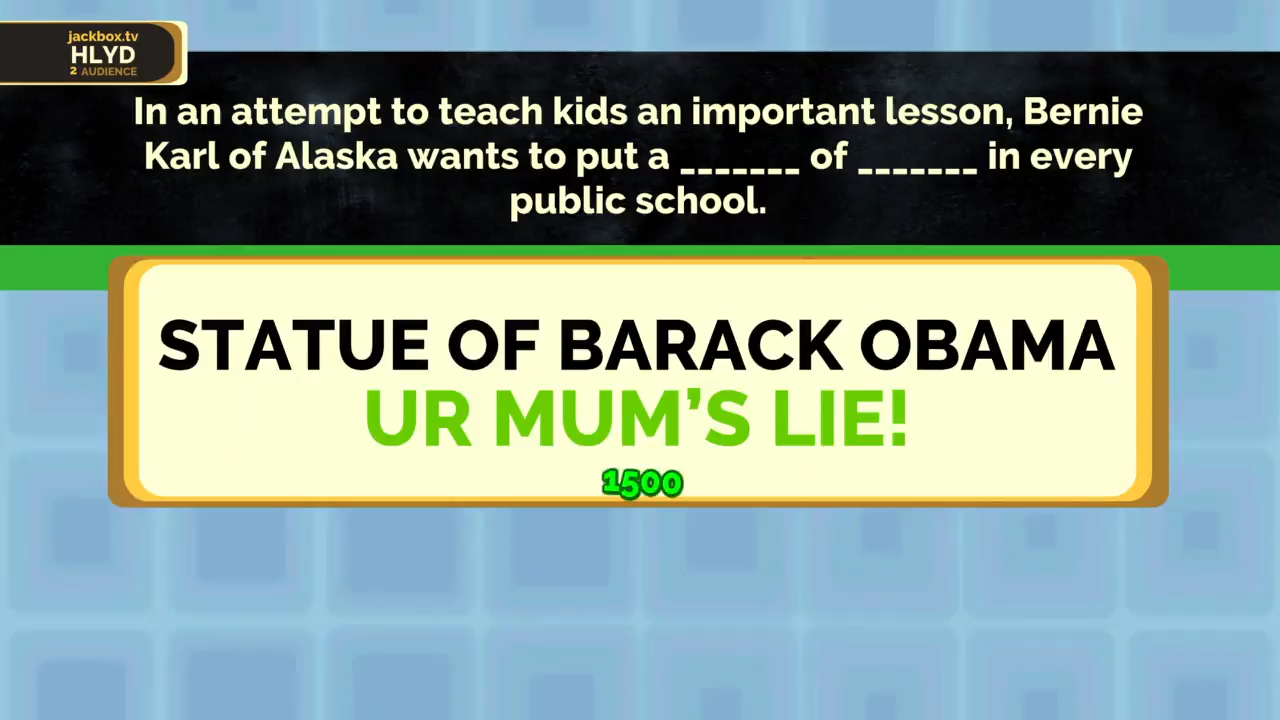 jackbox.tv
HLYD
2 AUDIENCE
In an attempt to teach kids an important lesson, Bernie
Karl of Alaska wants to put a _______ of _______ in every
public school.
STATUE OF BARACK OBAMA
UR MUM'S LIE!
1500